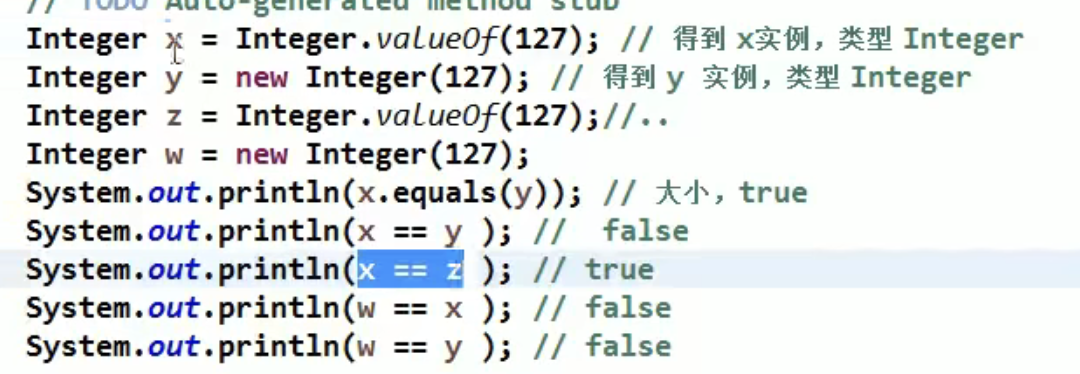 // TODO Auto-generated method stub
Integer x = Integer.valueOf(127); // 得到 x实例，类型 Integer
Integer y = new Integer(127); // 得到 y 实例，类型 Integer
Integer z = Integer.valueOf(127);//..
Integer w = new Integer(127);
System.out.println(x.equals(y)); // 大小，true
System.out.println(x == y ); //  false
System.out.println(x == z ); // true
System.out.println(w == x ); // false
System.out.println(w == y ); // false